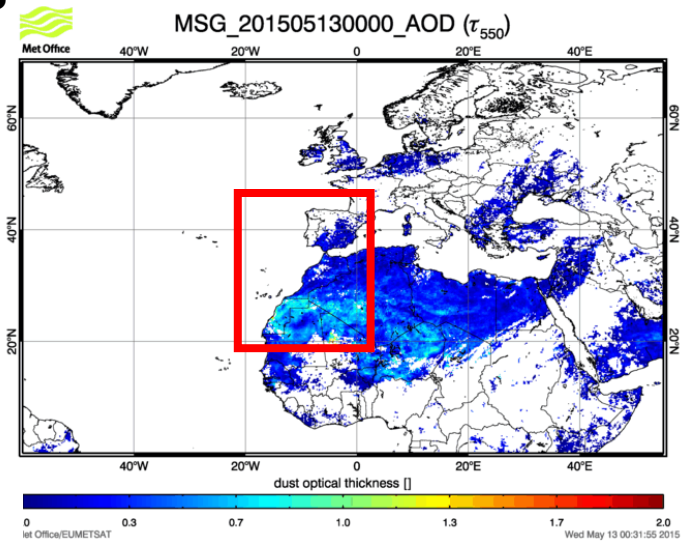 MSG_201505130000_AOD (τ550)
Met Office
40°W 20°W 0 20°E 40°E
60°N 60°N
40°N 40°N
20°N 20°N
40°W 20°W 0 20°E 40°E
dust optical thickness []
0 0.3 0.7 1.0 1.3 1.7 2.0
let Office/EUMETSAT Wed May 13 00:31:55 2015